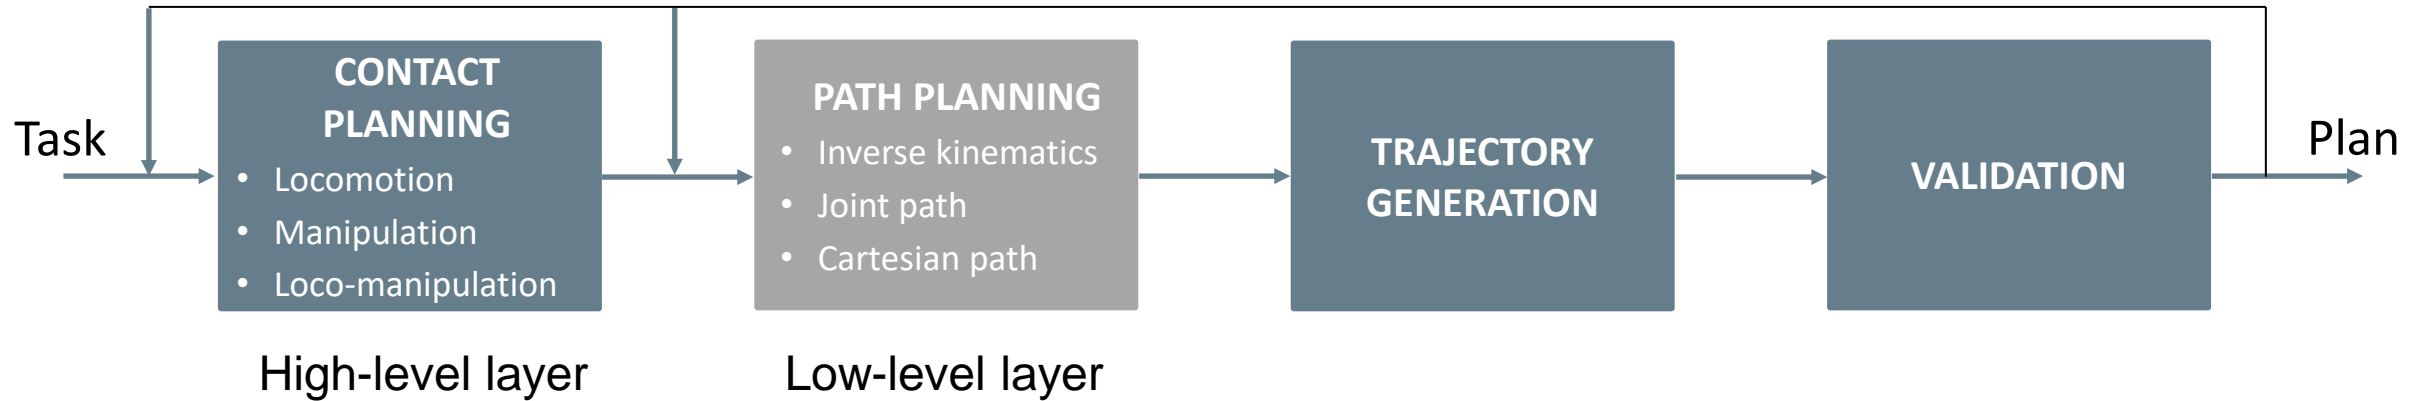 Task
CONTACT
PLANNING
• Locomotion
• Manipulation
• Loco-manipulation
High-level layer
PATH PLANNING
• Inverse kinematics
• Joint path
• Cartesian path
Low-level layer
TRAJECTORY
GENERATION
VALIDATION
Plan